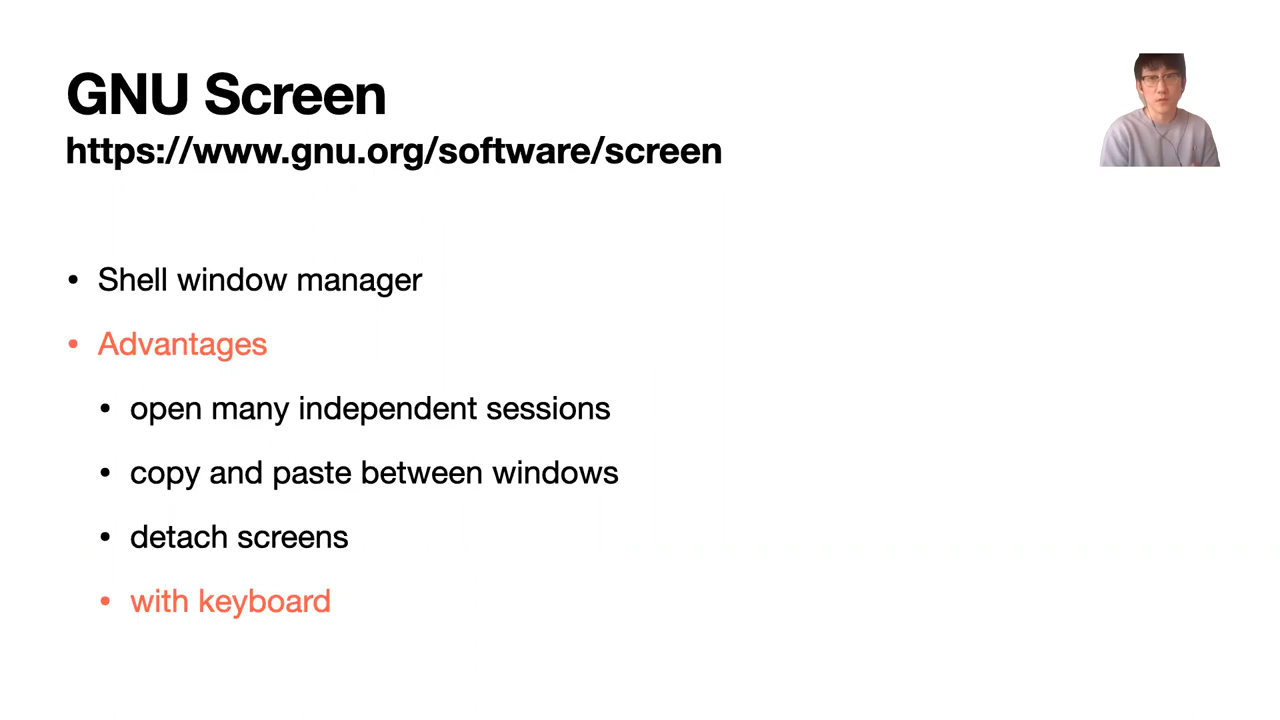 GNU Screen
https://www.gnu.org/software/screen
• Shell window manager
• Advantages
• open many independent sessions
• copy and paste between windows
• detach screens
• with keyboard